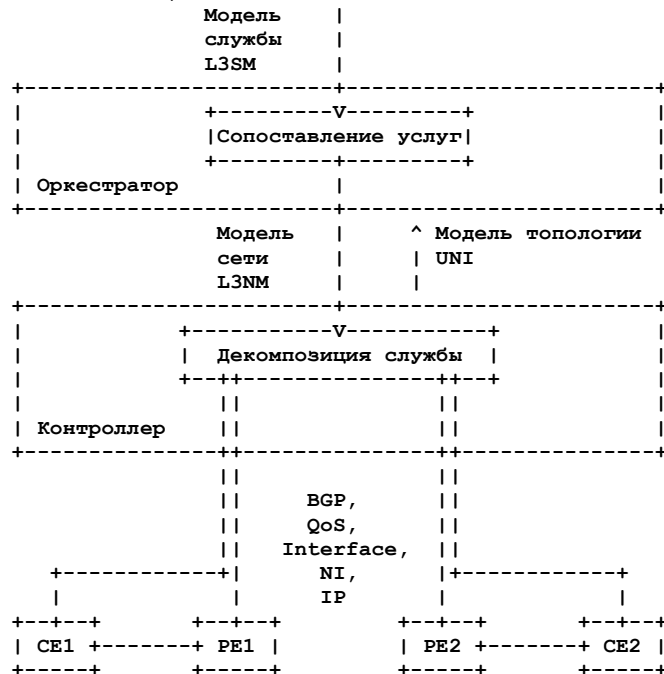 Модель
службы
L3SM
Сопоставление услуг
Оркестратор
Модель ^ Модель топологии
сети UNI
L3NM
V
Декомпозиция службы
Контроллер
BGP,
QoS,
Interface,
NI,
IP
CE1 PE1 PE2 CE2